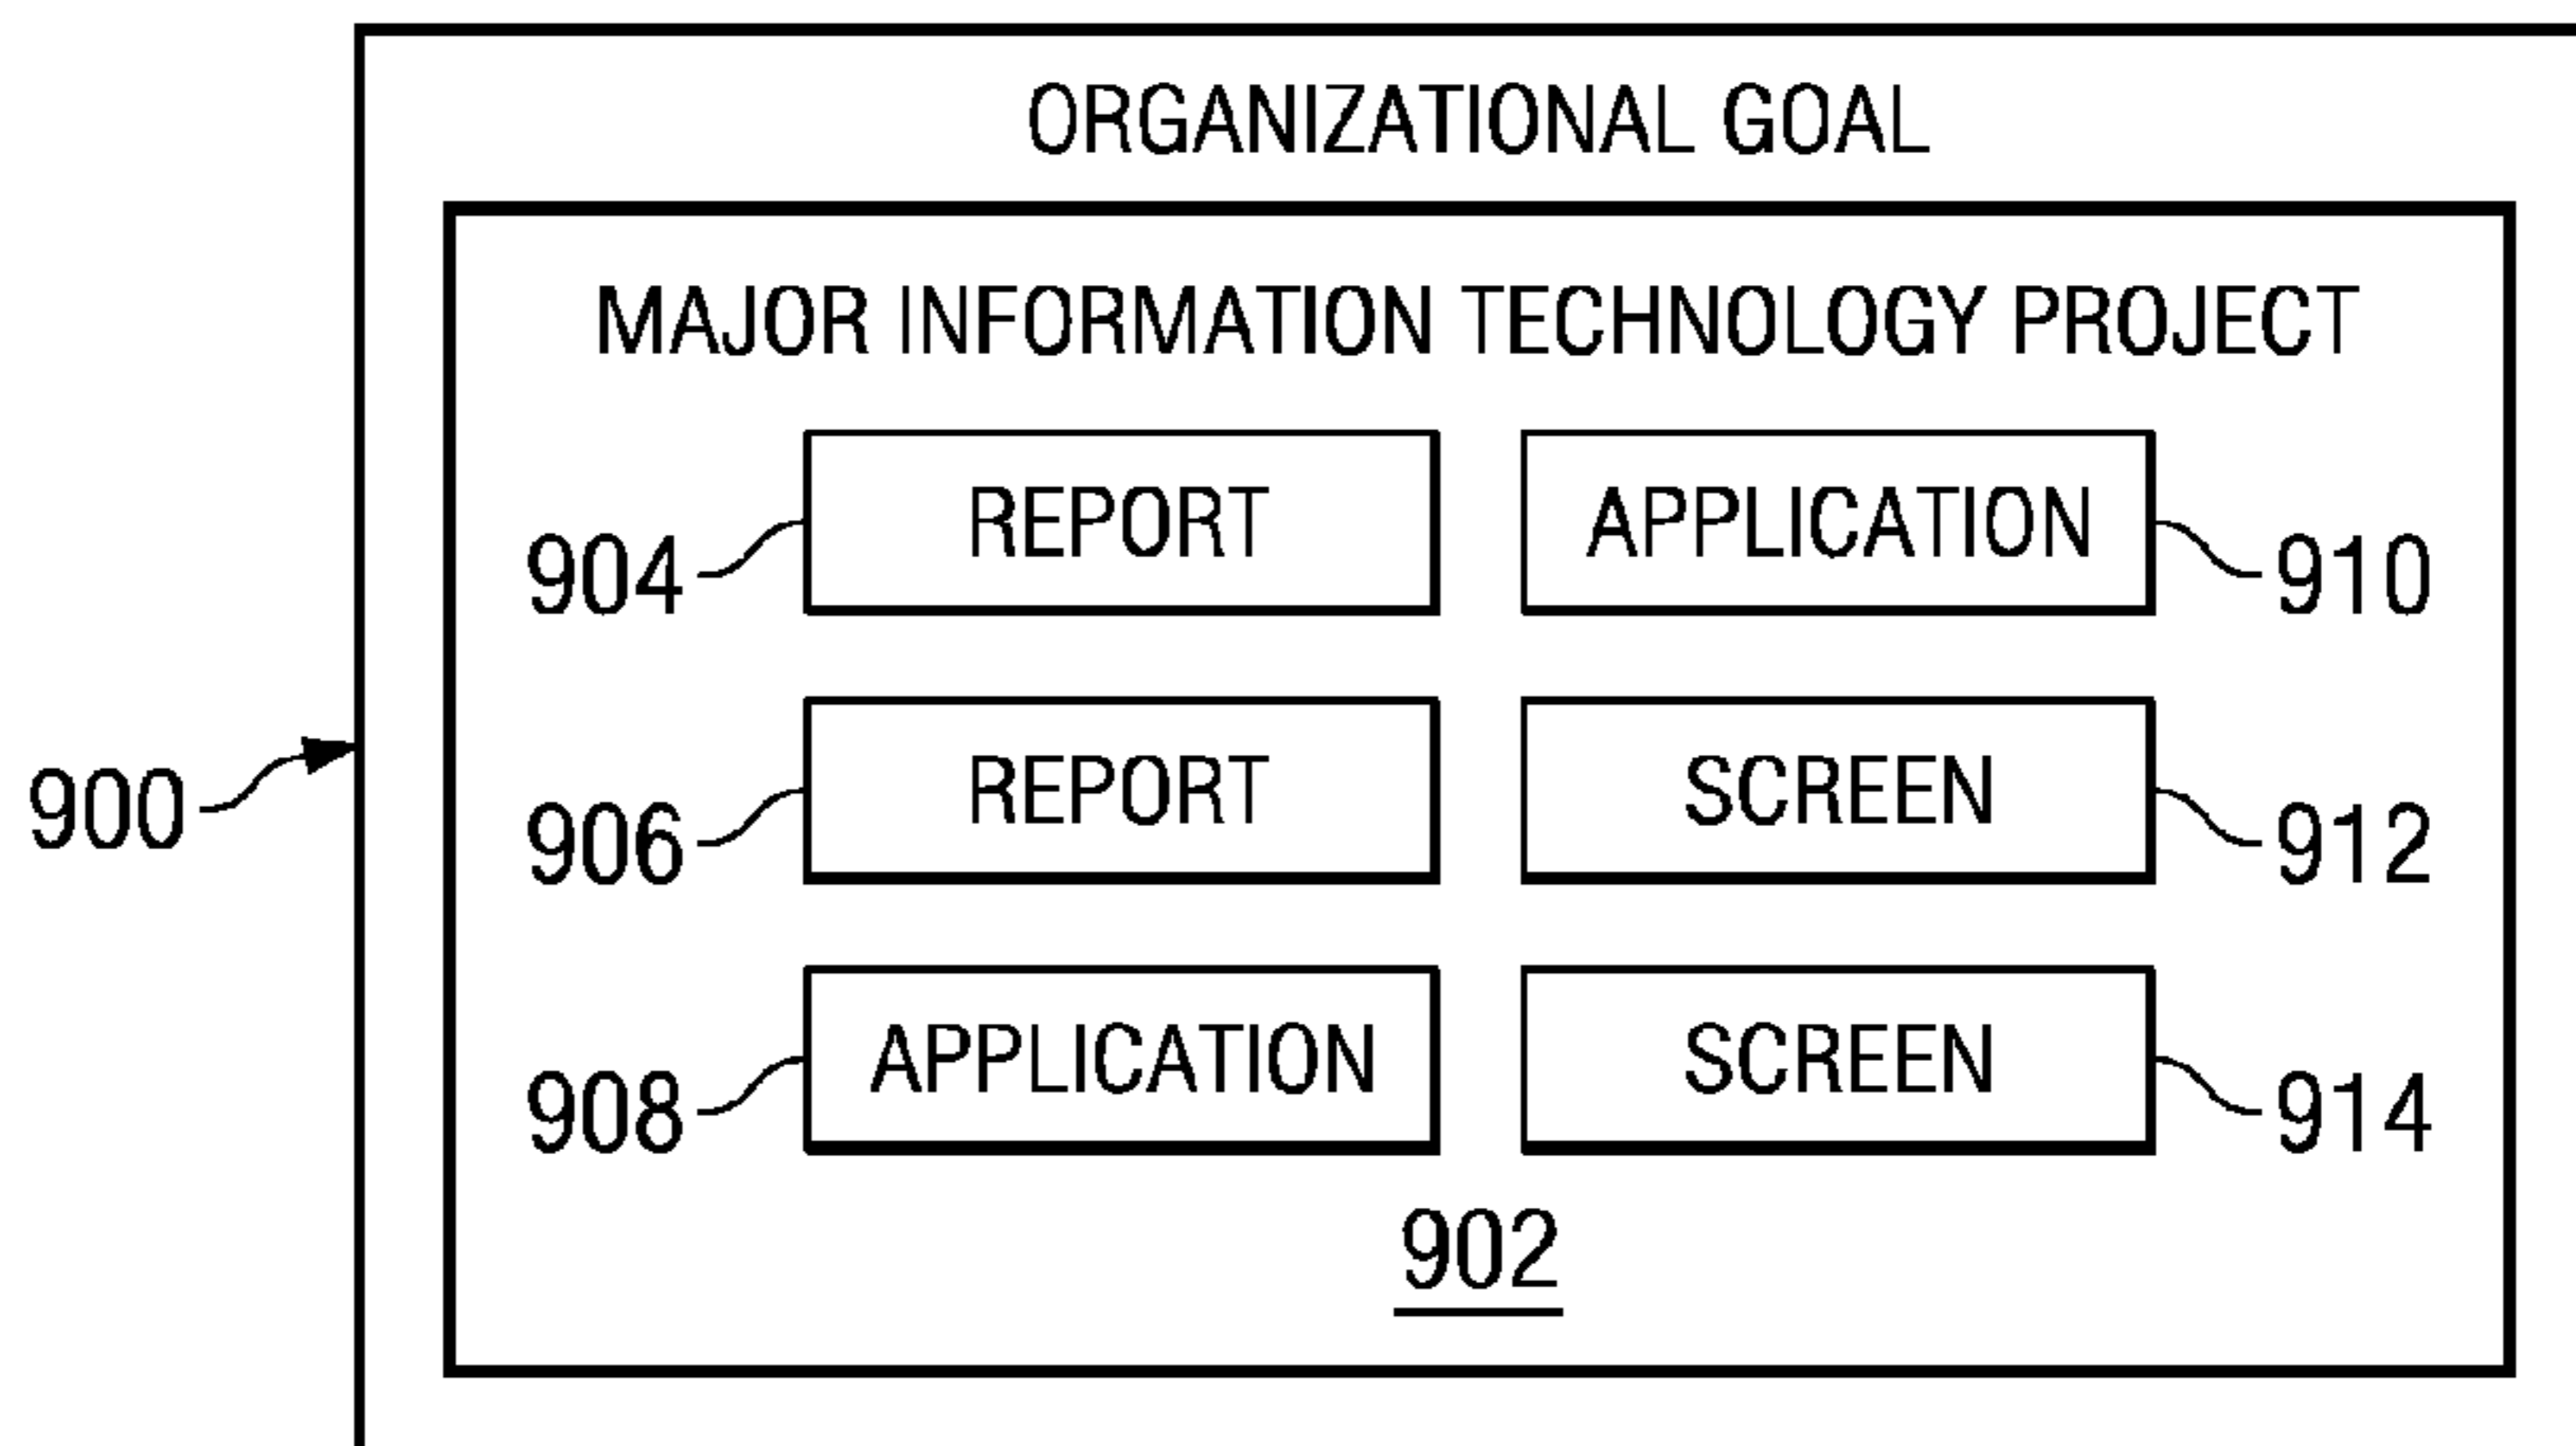 ORGANIZATIONAL GOAL
MAJOR INFORMATION TECHNOLOGY PROJECT
904 REPORT APPLICATION 910
900 906 REPORT SCREEN 912
908 APPLICATION SCREEN 914
902